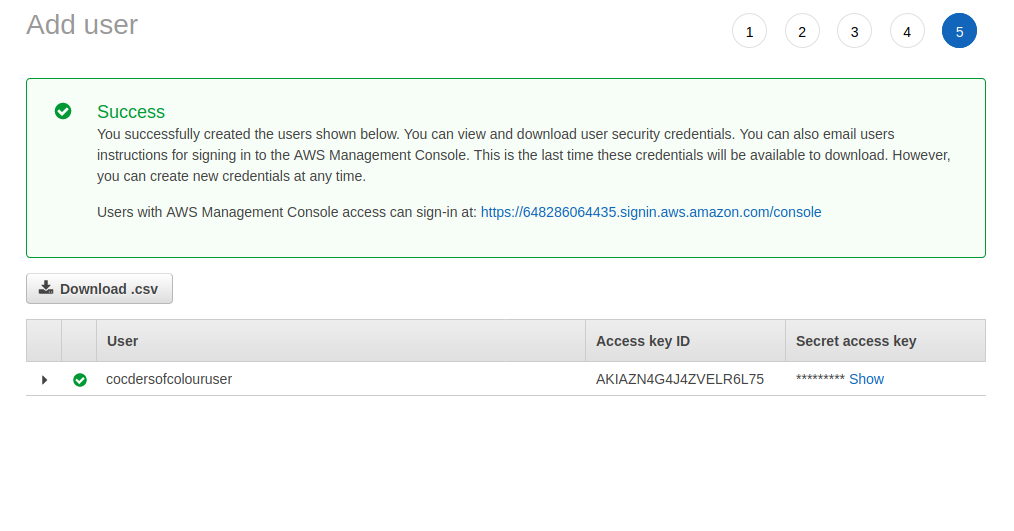 Add user
1 2 3 4 5
Success
You successfully created the users shown below. You can view and download user security credentials. You can also email users
instructions for signing in to the AWS Management Console. This is the last time these credentials will be available to download. However,
you can create new credentials at any time.
Users with AWS Management Console access can sign-in at: https://648286064435.signin.aws.amazon.com/console
Download .csv
User Access key ID Secret access key
cocdersofcolouruser AKIAZN4G4J4ZVELR6L75 ********* Show